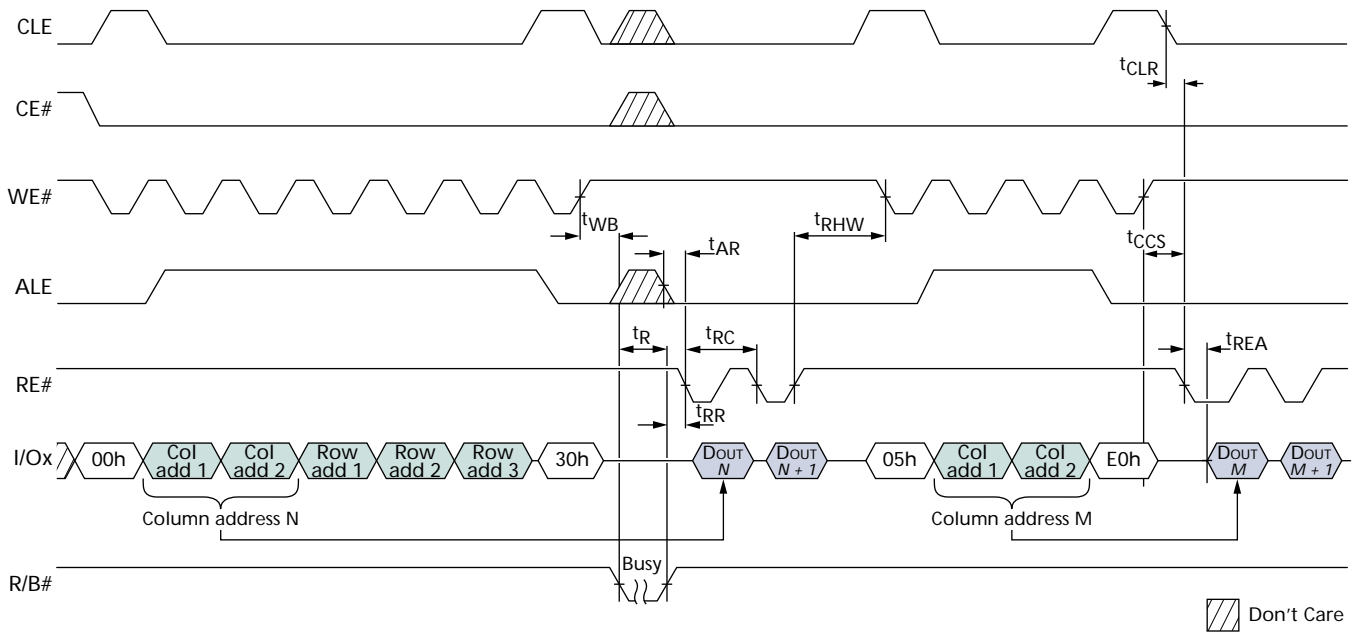 CLE
tCLR
CE#
WE#
tWB
tAR
tRHW
tCCS
ALE
tR
tRC
tREA
RE#
tRR
I/Ox
00h
Col add 1
Col add 2
Row add 1
Row add 2
Row add 3
30h
DOUT N
DOUT N + 1
05h
Col add 1
Col add 2
E0h
DOUT M
DOUT M + 1
Column address N
Column address M
R/B#
Busy
Don't Care